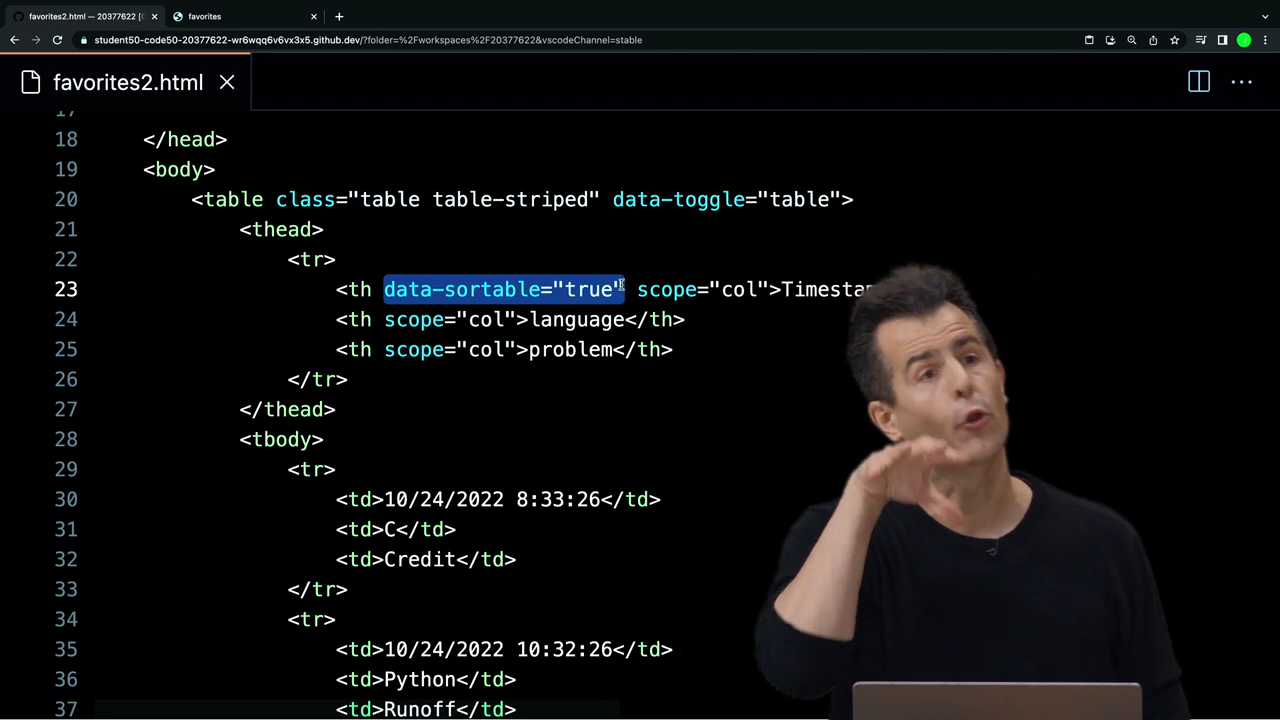 favorites2.html — 20377622 [C
favorites
student50-code50-20377622-wr6wqq6v6vx3x5.github.dev/?folder=%2Fworkspaces%2F20377622&vscodeChannel=stable
favorites2.html
17
18 </head>
19 <body>
20 <table class="table table-striped" data-toggle="table">
21 <thead>
22 <tr>
23 <th data-sortable="true" scope="col">Timestam
24 <th scope="col">language</th>
25 <th scope="col">problem</th>
26 </tr>
27 </thead>
28 <tbody>
29 <tr>
30 <td>10/24/2022 8:33:26</td>
31 <td>C</td>
32 <td>Credit</td>
33 </tr>
34 <tr>
35 <td>10/24/2022 10:32:26</td>
36 <td>Python</td>
37 <td>Runoff</td>